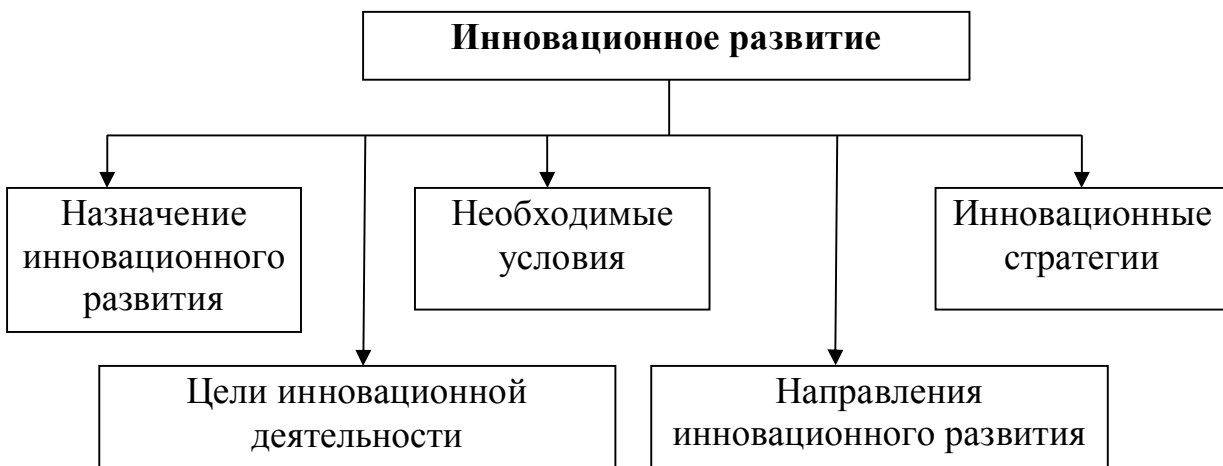 Инновационное развитие
Назначение
инновационного
развития
Необходимые
условия
Инновационные
стратегии
Цели инновационной
деятельности
Направления
инновационного развития